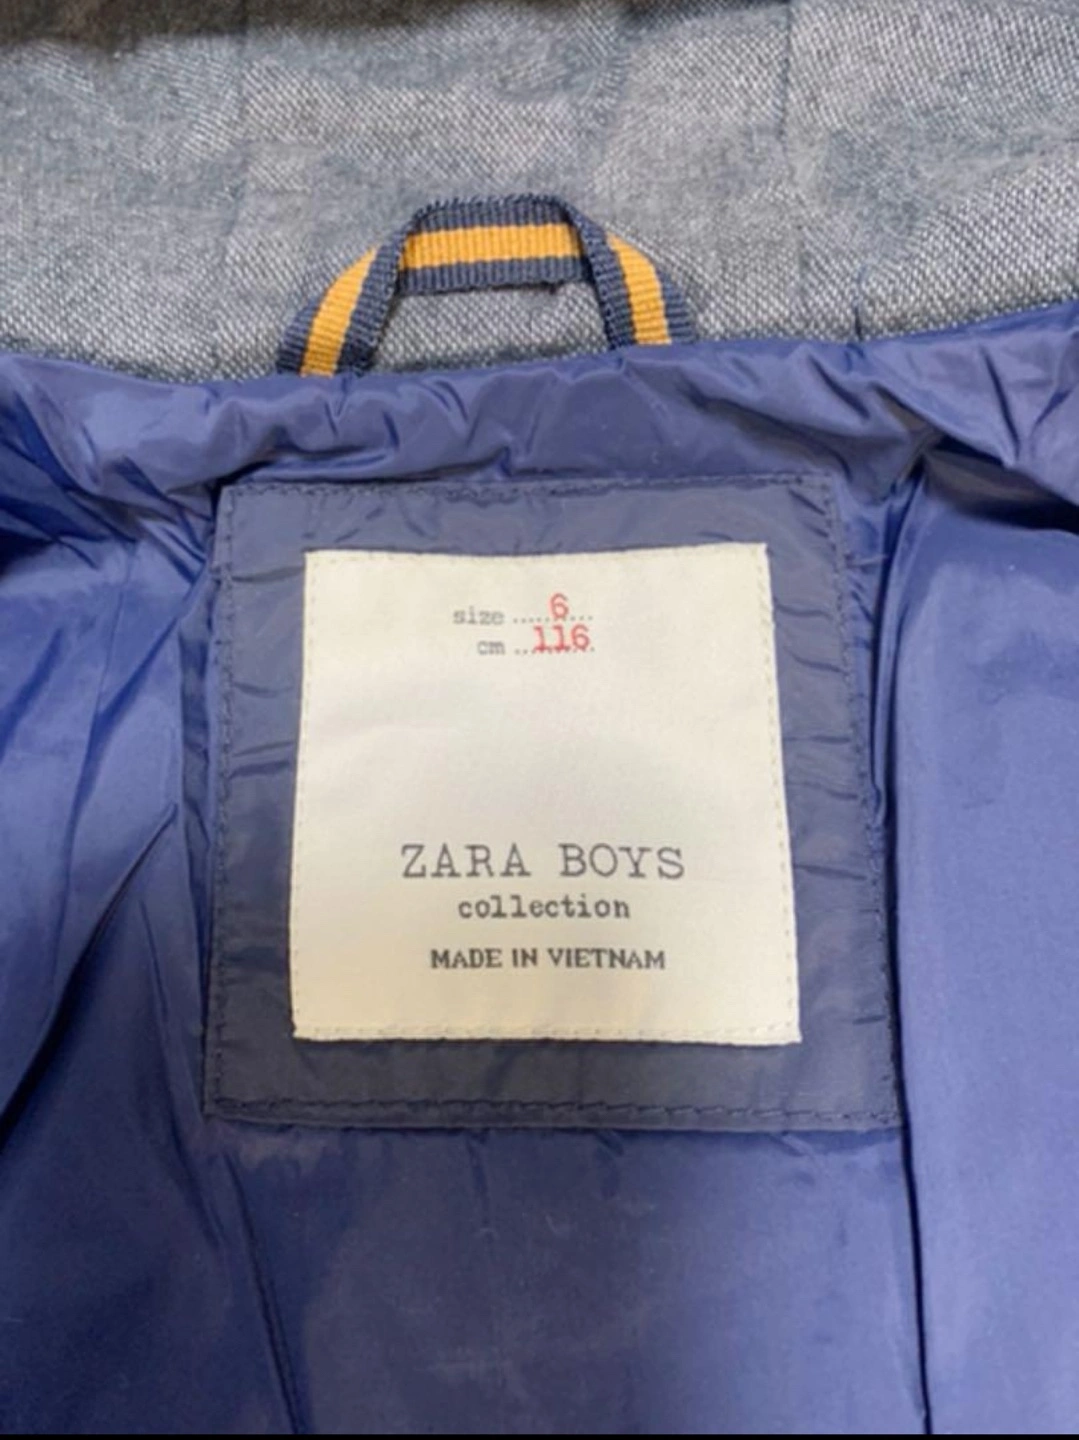 size ..... 6 ...
cm .. 116 .
ZARA BOYS
collection
MADE IN VIETNAM